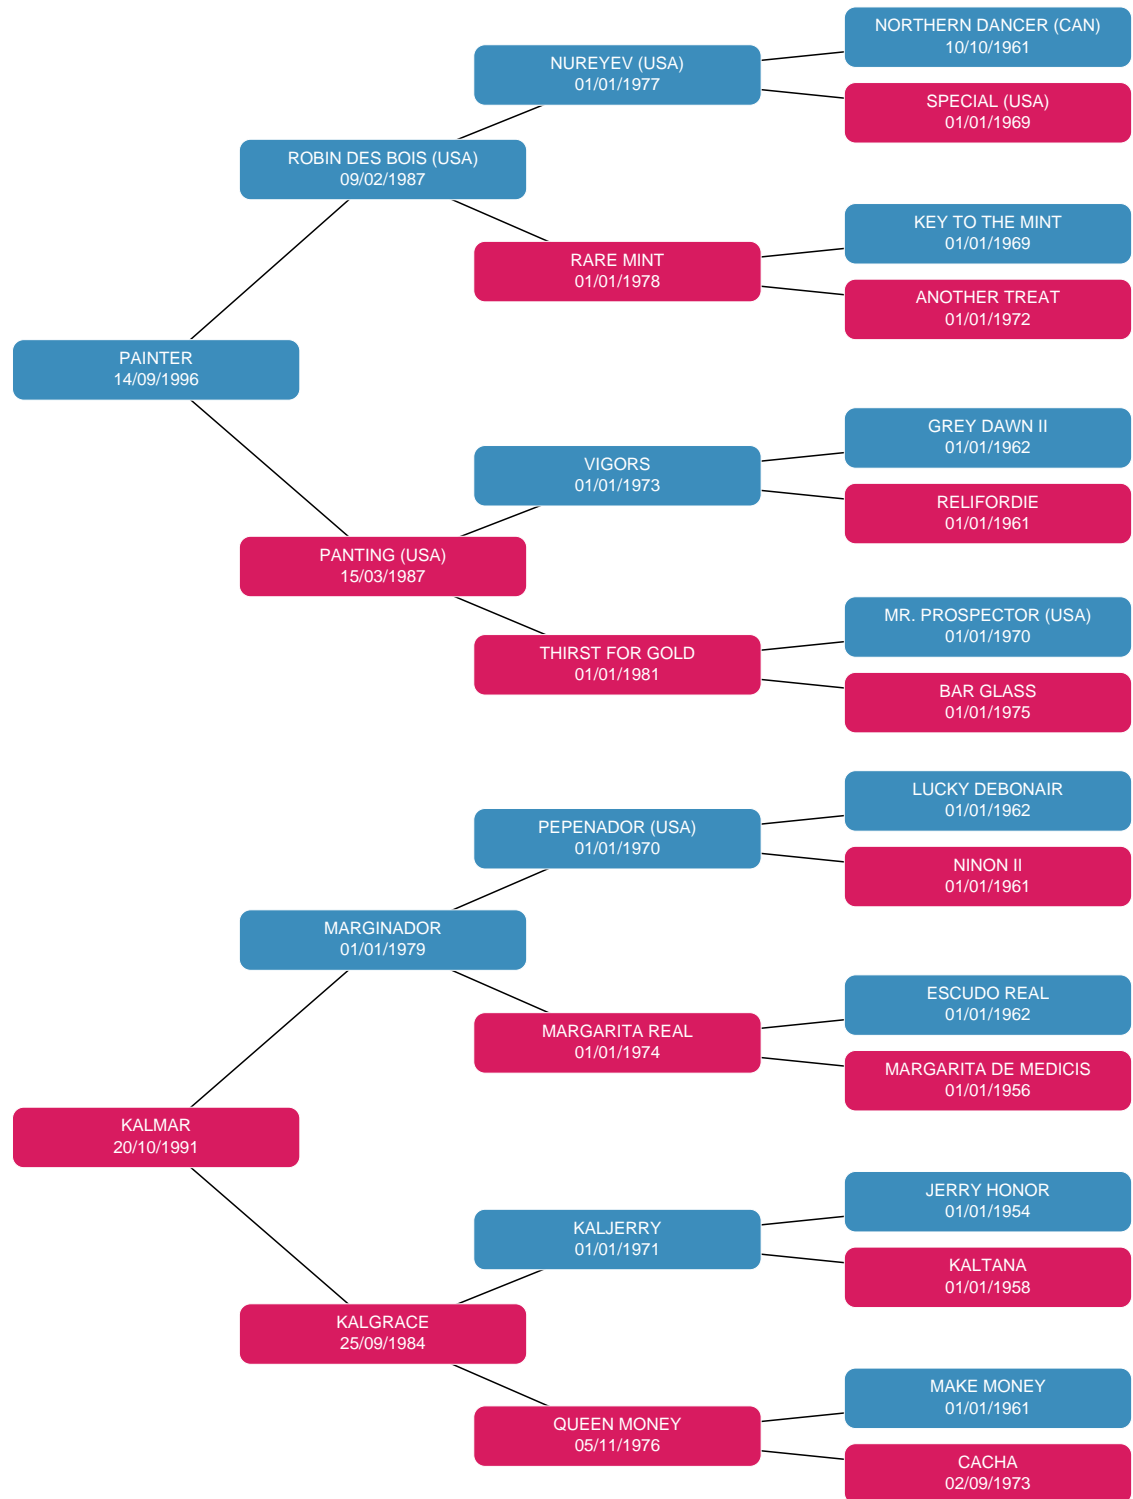 NORTHERN DANCER (CAN)
10/10/1961
NUREYEV (USA)
01/01/1977
SPECIAL (USA)
01/01/1969
ROBIN DES BOIS (USA)
09/02/1987
KEY TO THE MINT
01/01/1969
RARE MINT
01/01/1978
ANOTHER TREAT
01/01/1972
PAINTER
14/09/1996
GREY DAWN II
01/01/1962
VIGORS
01/01/1973
RELIFORDIE
01/01/1961
PANTING (USA)
15/03/1987
MR. PROSPECTOR (USA)
01/01/1970
THIRST FOR GOLD
01/01/1981
BAR GLASS
01/01/1975
LUCKY DEBONAIR
01/01/1962
PEPENADOR (USA)
01/01/1970
NINON II
01/01/1961
MARGINADOR
01/01/1979
ESCUDO REAL
01/01/1962
MARGARITA REAL
01/01/1974
MARGARITA DE MEDICIS
01/01/1956
KALMAR
20/10/1991
JERRY HONOR
01/01/1954
KALJERRY
01/01/1971
KALTANA
01/01/1958
KALGRACE
25/09/1984
MAKE MONEY
01/01/1961
QUEEN MONEY
05/11/1976
CACHA
02/09/1973